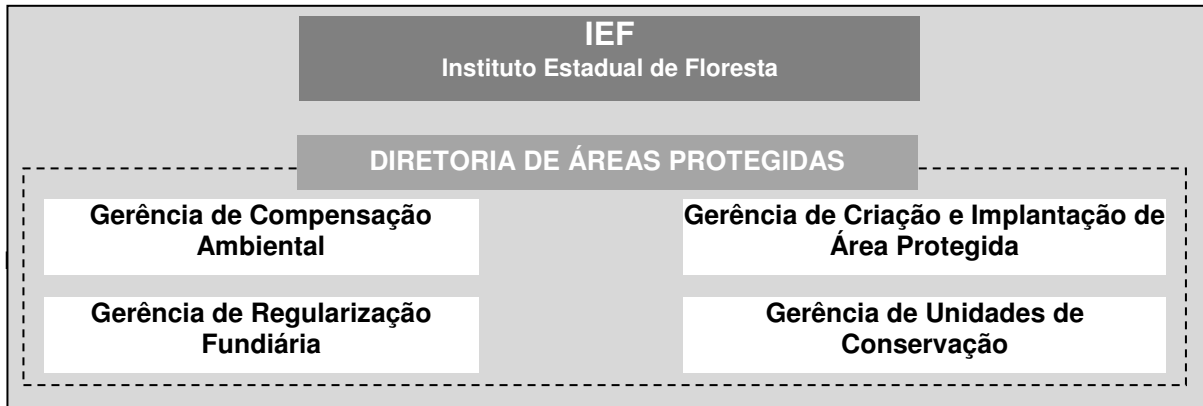 IEF
Instituto Estadual de Floresta
DIRETORIA DE ÁREAS PROTEGIDAS
Gerência de Compensação
Ambiental
Gerência de Criação e Implantação de
Área Protegida
Gerência de Regularização
Fundiária
Gerência de Unidades de
Conservação